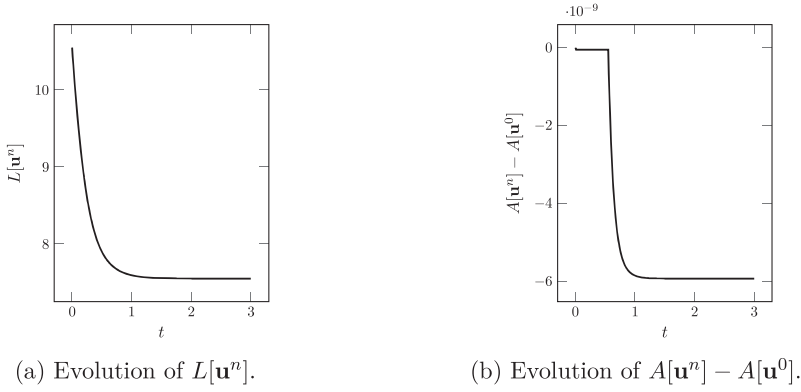 10
9
8
L[uⁿ]
0 1 2 3
t
(a) Evolution of L[uⁿ].
·10⁻⁹
0
−2
−4
−6
A[uⁿ] − A[u⁰]
0 1 2 3
t
(b) Evolution of A[uⁿ] − A[u⁰].